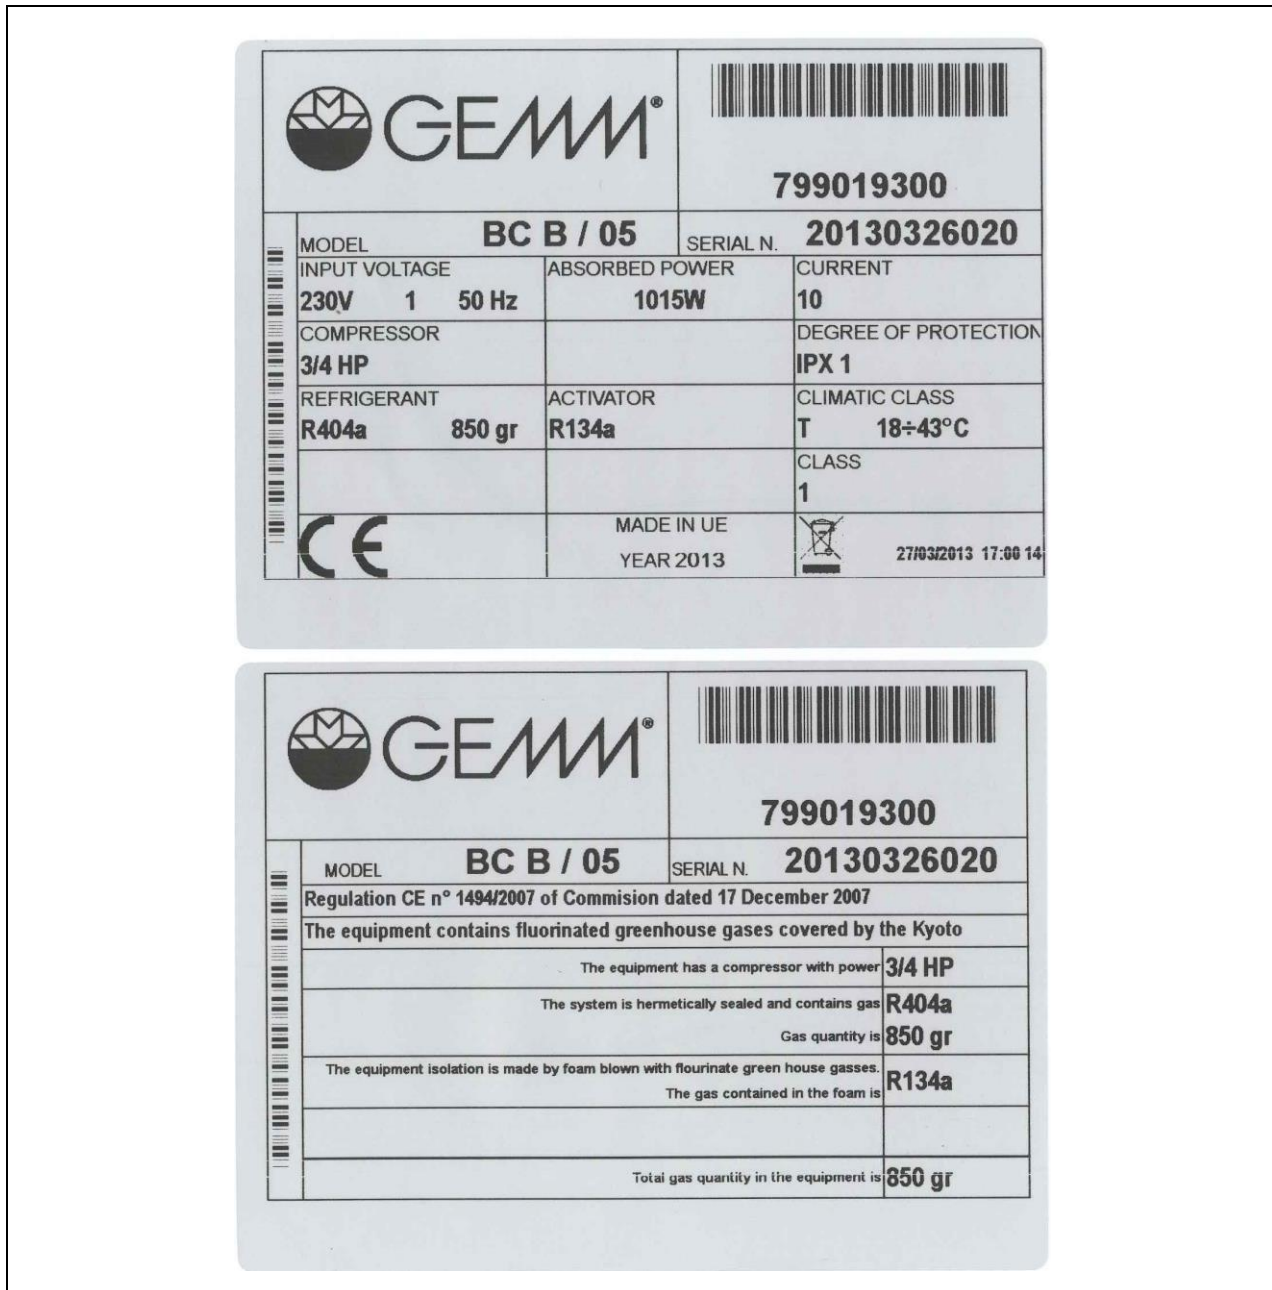 GEMM®
799019300
MODEL BC B / 05 SERIAL N. 20130326020
INPUT VOLTAGE ABSORBED POWER CURRENT
230V 1 50 Hz 1015W 10
COMPRESSOR DEGREE OF PROTECTION
3/4 HP IPX 1
REFRIGERANT ACTIVATOR CLIMATIC CLASS
R404a 850 gr R134a T 18÷43°C
CLASS
1
CE MADE IN UE
YEAR 2013 27/03/2013 17:00 14
GEMM®
799019300
MODEL BC B / 05 SERIAL N. 20130326020
Regulation CE n° 1494/2007 of Commision dated 17 December 2007
The equipment contains fluorinated greenhouse gases covered by the Kyoto
The equipment has a compressor with power 3/4 HP
The system is hermetically sealed and contains gas R404a
Gas quantity is 850 gr
The equipment isolation is made by foam blown with flourinate green house gasses.
The gas contained in the foam is R134a
Total gas quantity in the equipment is 850 gr